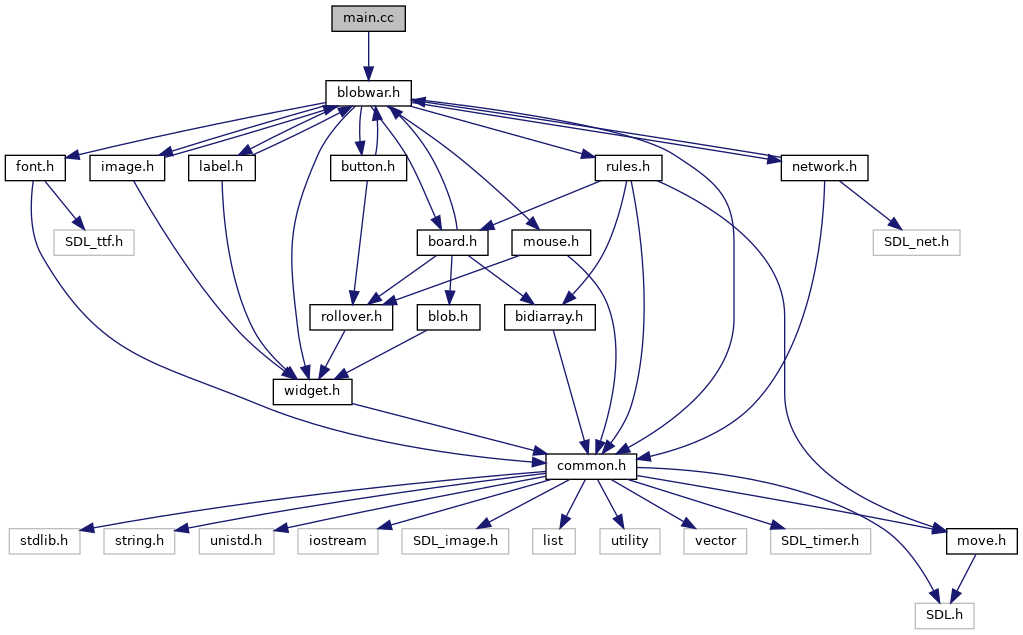 main.cc
blobwar.h
font.h
image.h
label.h
button.h
rules.h
network.h
SDL_ttf.h
board.h
mouse.h
SDL_net.h
rollover.h
blob.h
bidiarray.h
widget.h
common.h
stdlib.h
string.h
unistd.h
iostream
SDL_image.h
list
utility
vector
SDL_timer.h
move.h
SDL.h